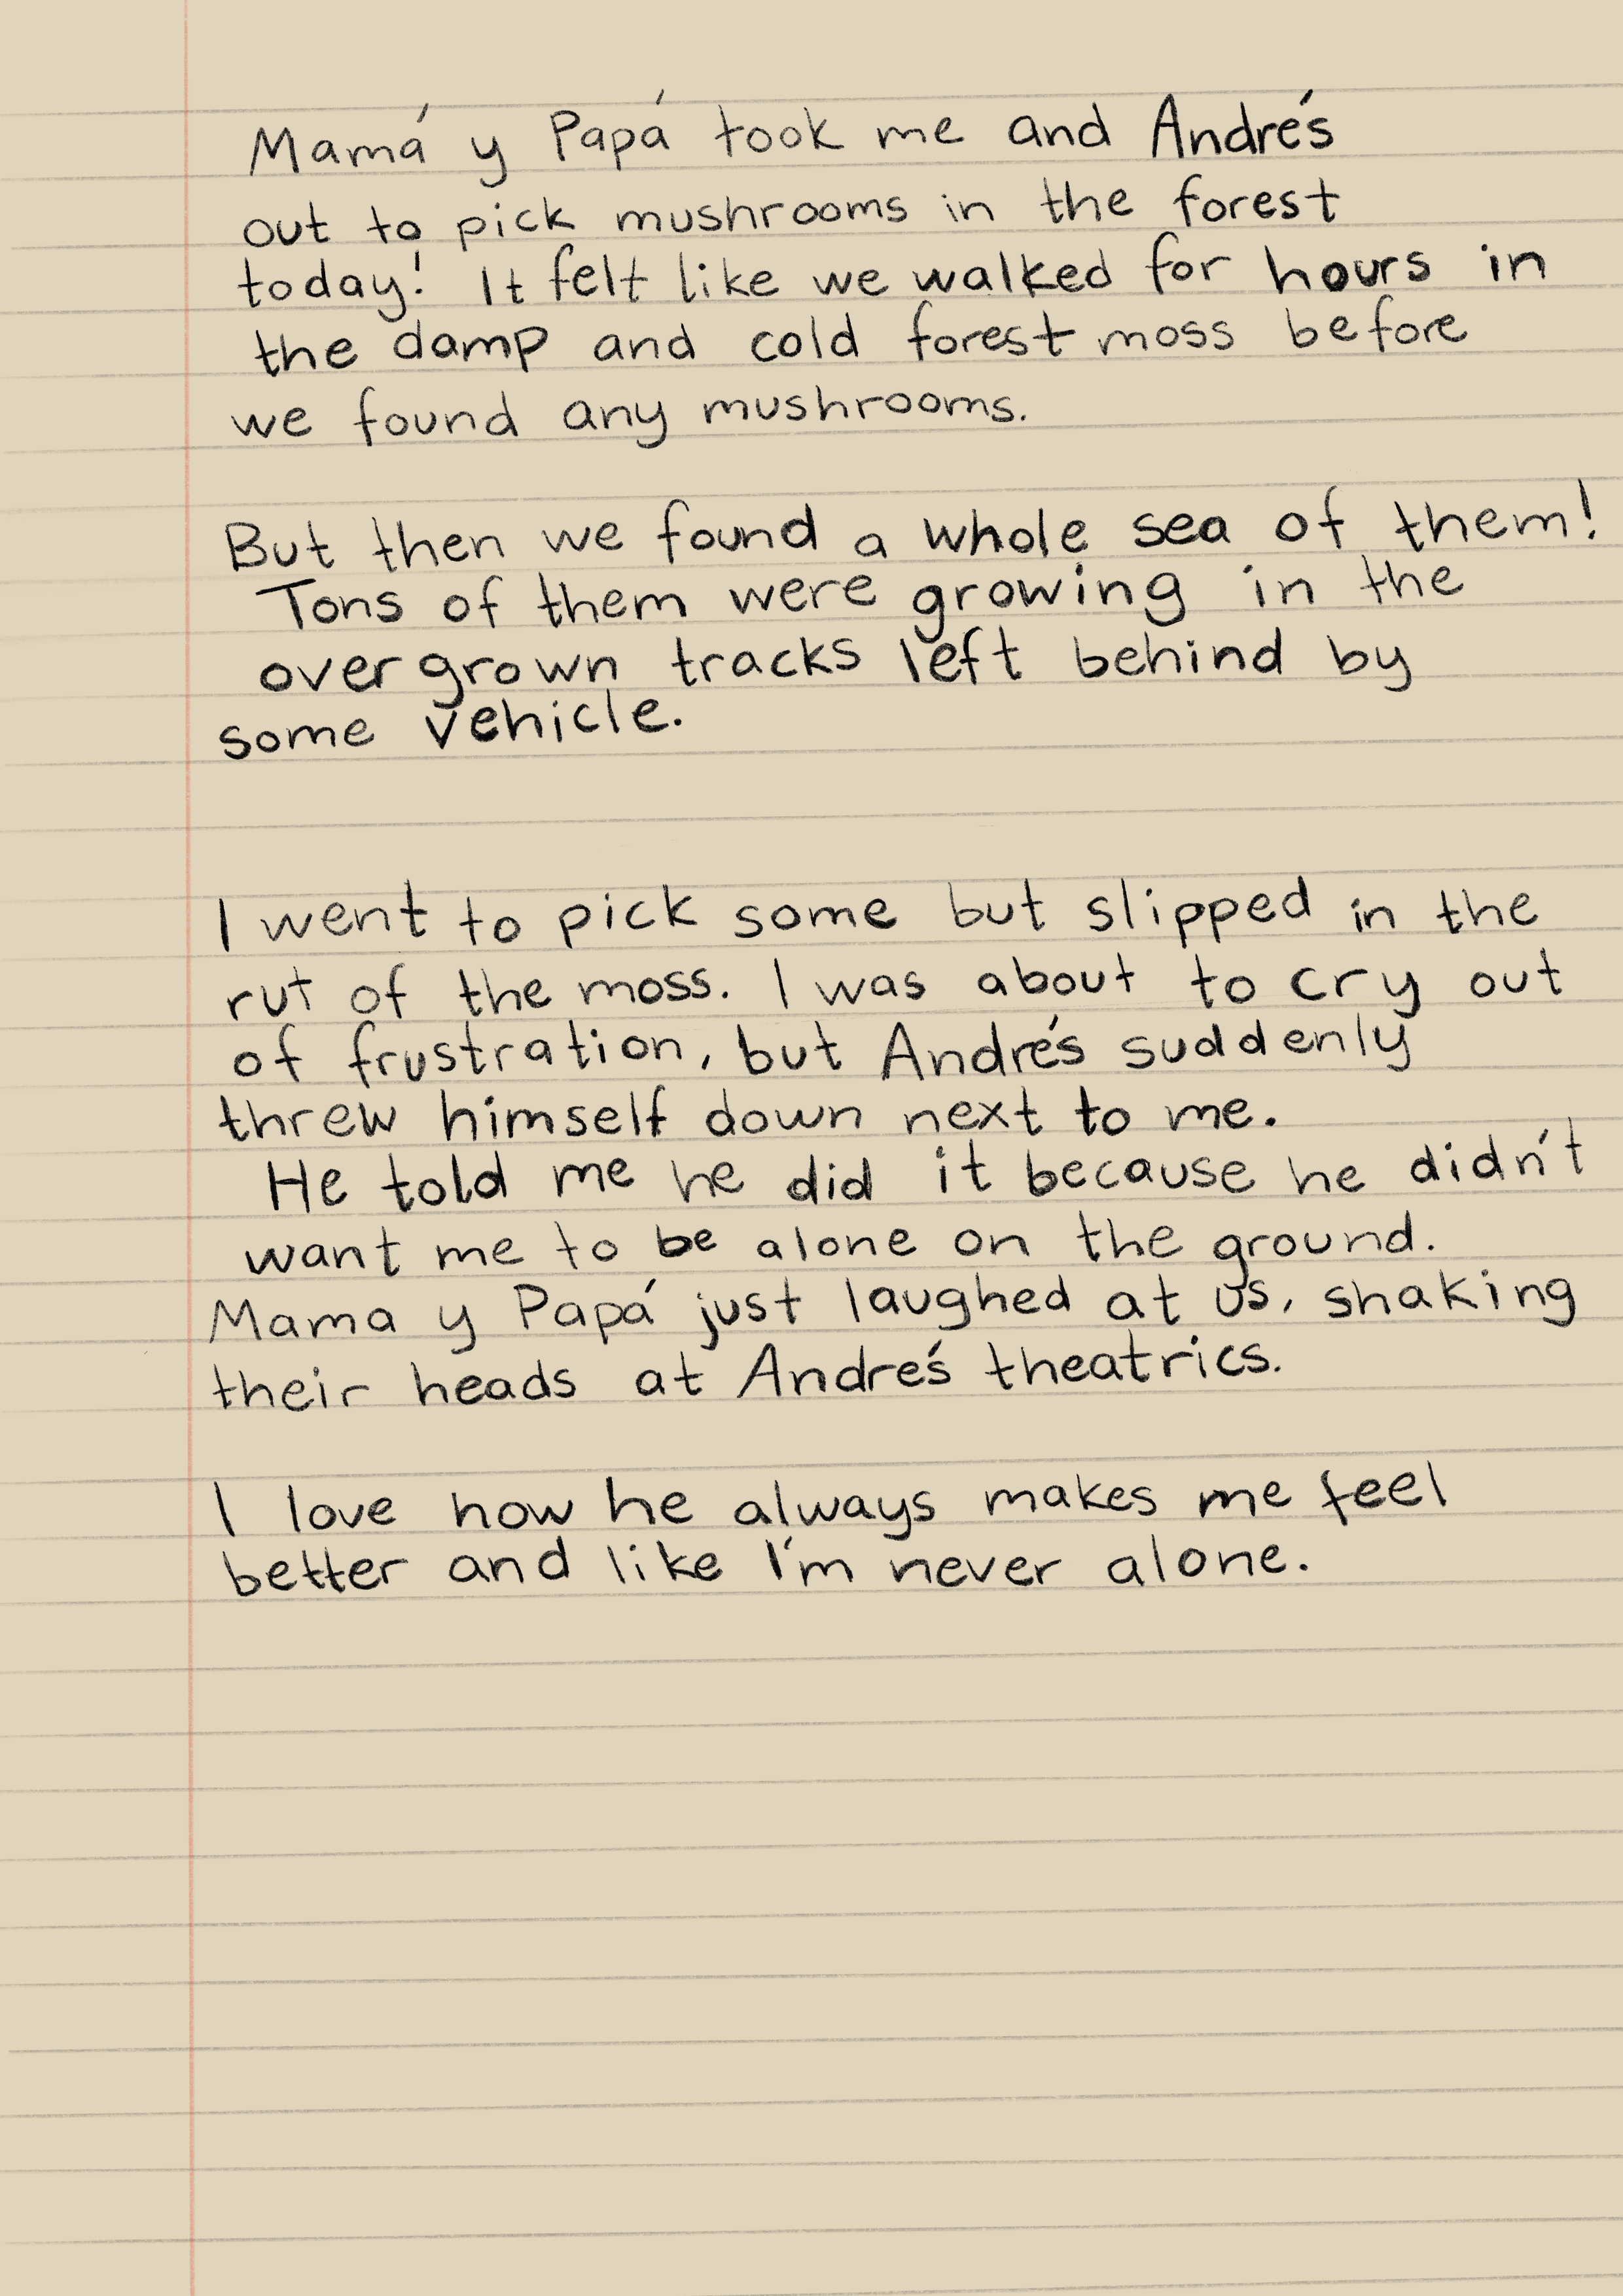 Mamá y Papá took me and Andrés
out to pick mushrooms in the forest
today! It felt like we walked for hours in
the damp and cold forest moss before
we found any mushrooms.
But then we found a whole sea of them!
Tons of them were growing in the
overgrown tracks left behind by
some vehicle.
I went to pick some but slipped in the
rut of the moss. I was about to cry out
of frustration, but Andrés suddenly
threw himself down next to me.
He told me he did it because he didn't
want me to be alone on the ground.
Mama y Papá just laughed at us, shaking
their heads at Andrés theatrics.
I love how he always makes me feel
better and like I'm never alone.